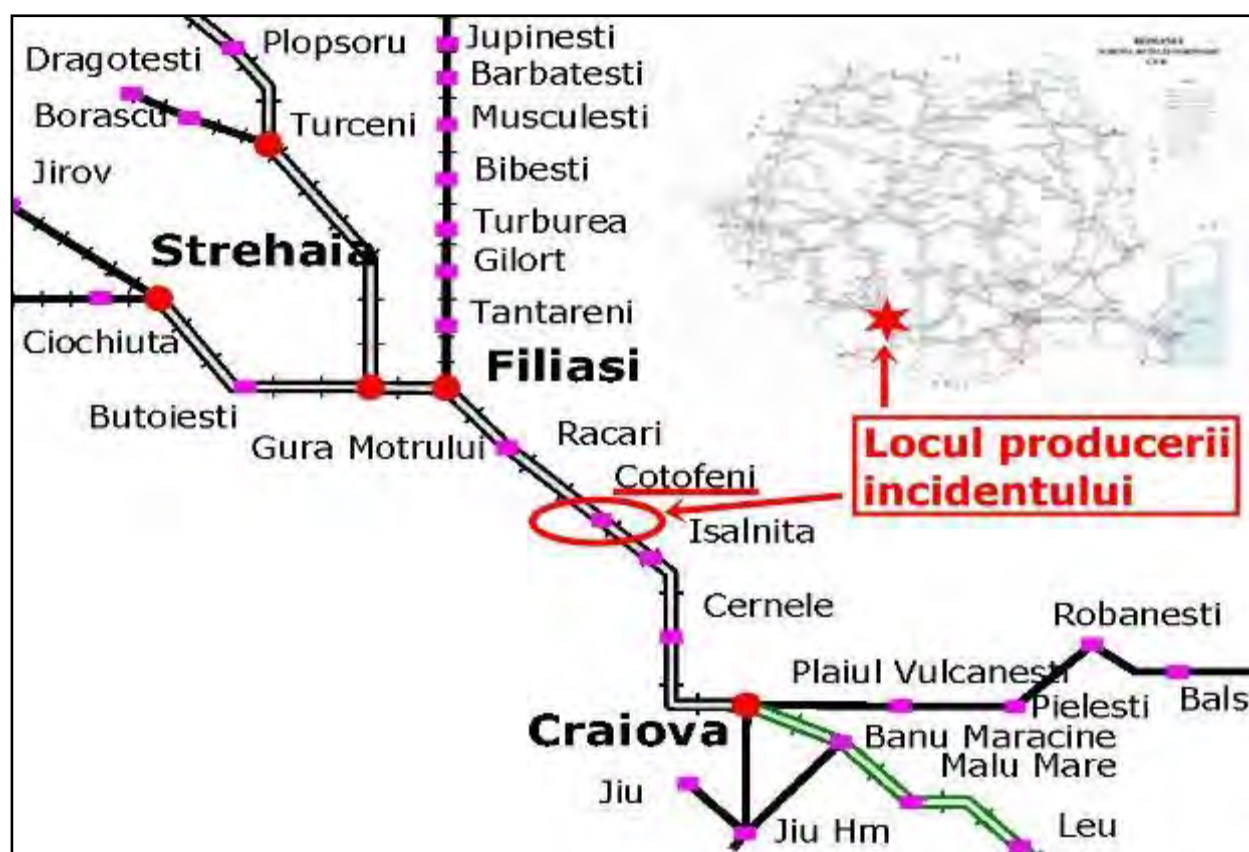 Plopsoru
Jupinesti
Dragotesti
Barbatesti
Borascu
Turceni
Musculesti
Jirov
Bibesti
Turburea
Strehaia
Gilort
Tantareni
Ciochiuta
Filiasi
Butoiesti
Gura Motrului
Racari
Cotofeni
Isalnita
Locul producerii
incidentului
Cernele
Robanesti
Plaiul Vulcanesti
Pielesti
Bals
Craiova
Banu Maracine
Malu Mare
Jiu
Jiu Hm
Leu